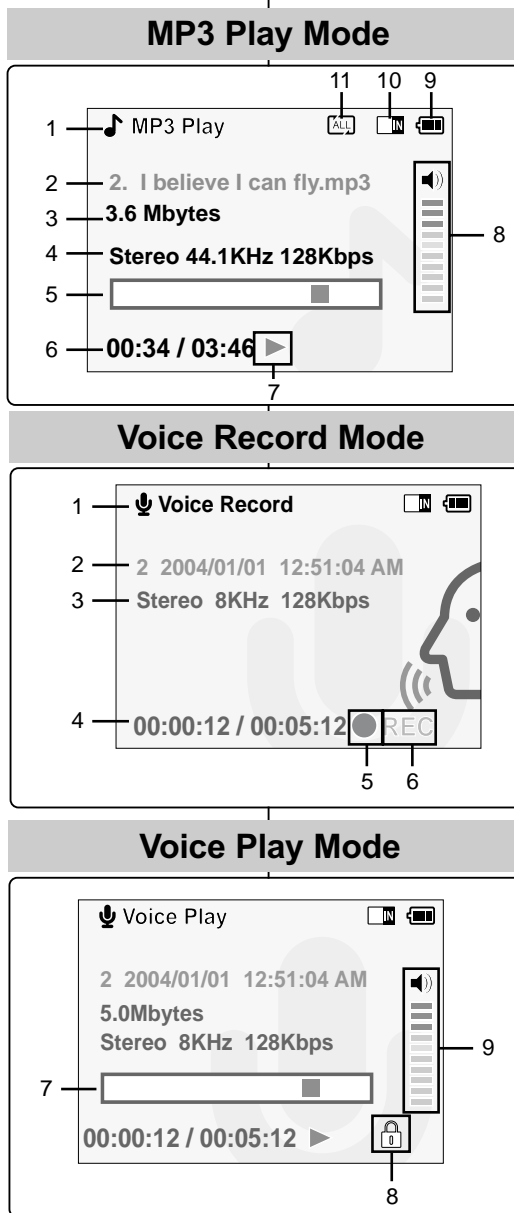 MP3 Play Mode
11 10 9
1 MP3 Play ALL IN
2 2. I believe I can fly.mp3
3 3.6 Mbytes
8
4 Stereo 44.1KHz 128Kbps
5
6 00:34 / 03:46
7
Voice Record Mode
1 Voice Record IN
2 2 2004/01/01 12:51:04 AM
3 Stereo 8KHz 128Kbps
4 00:00:12 / 00:05:12 REC
5 6
Voice Play Mode
Voice Play IN
2 2004/01/01 12:51:04 AM
5.0Mbytes
Stereo 8KHz 128Kbps
9
7
00:00:12 / 00:05:12
8